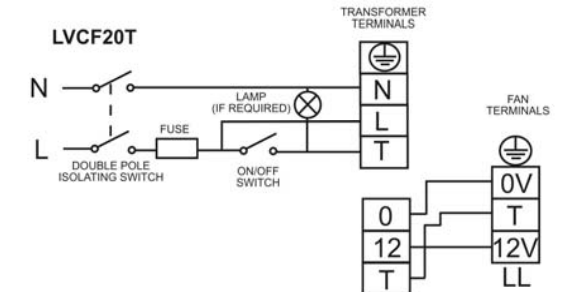 TRANSFORMER
TERMINALS
LVCF20T
N
N
LAMP
(IF REQUIRED)
FAN
TERMINALS
L
FUSE
L
DOUBLE POLE
ISOLATING SWITCH
ON/OFF
SWITCH
T
0V
0
T
12
12V
T
LL